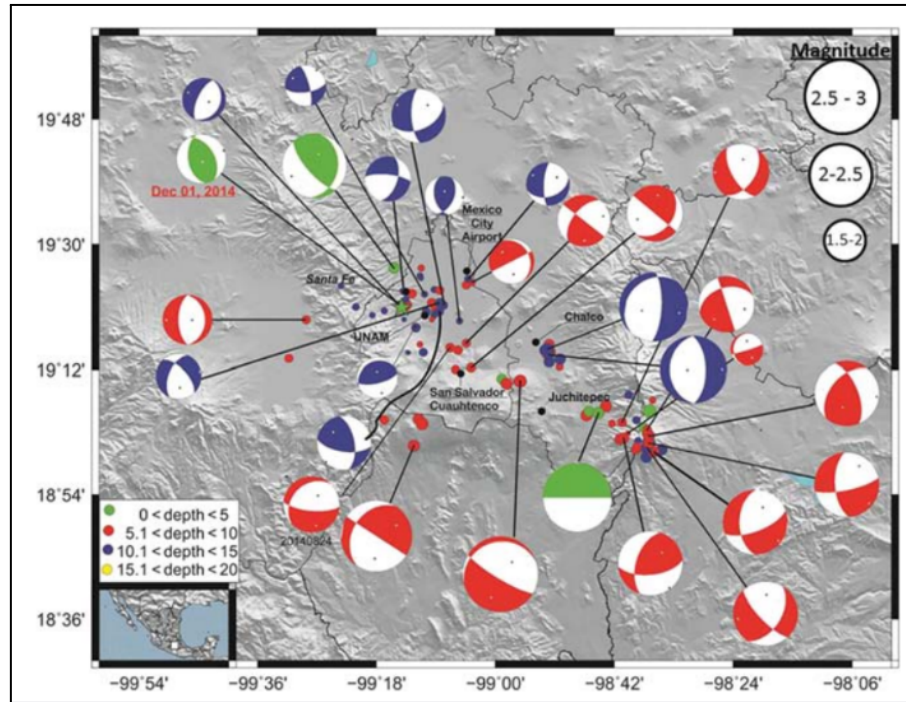 Magnitude
2.5 - 3
19°48'
2-2.5
Dec 01, 2014
Mexico
City
Airport
19°30'
1.5-2
Santa Fe
UNAM
Chalco
19°12'
San Salvador
Cuauhtenco
Juchitepec
18°54'
0 < depth < 5
5.1 < depth < 10
10.1 < depth < 15
15.1 < depth < 20
20140824
18°36'
−99°54'
−99°36'
−99°18'
−99°00'
−98°42'
−98°24'
−98°06'